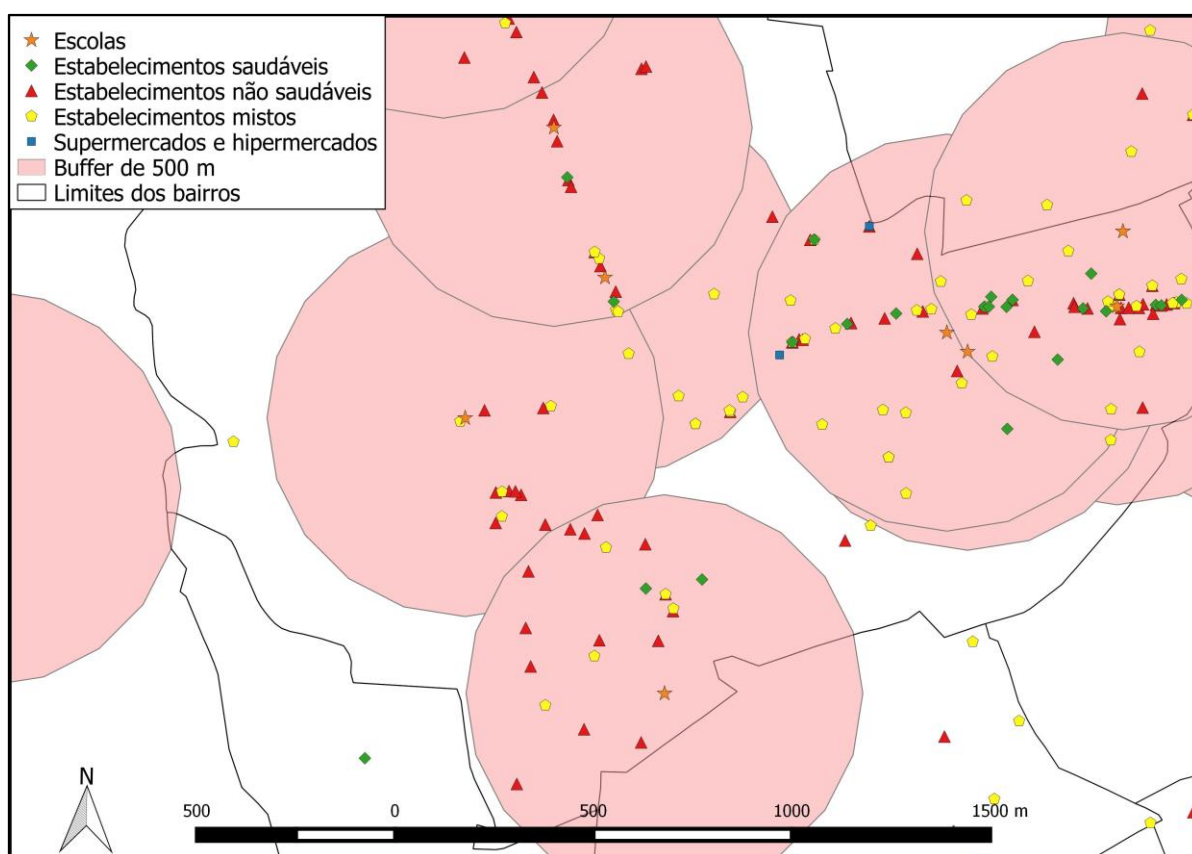 Escolas
Estabelecimentos saudáveis
Estabelecimentos não saudáveis
Estabelecimentos mistos
Supermercados e hipermercados
Buffer de 500 m
Limites dos bairros
N
500 0 500 1000 1500 m